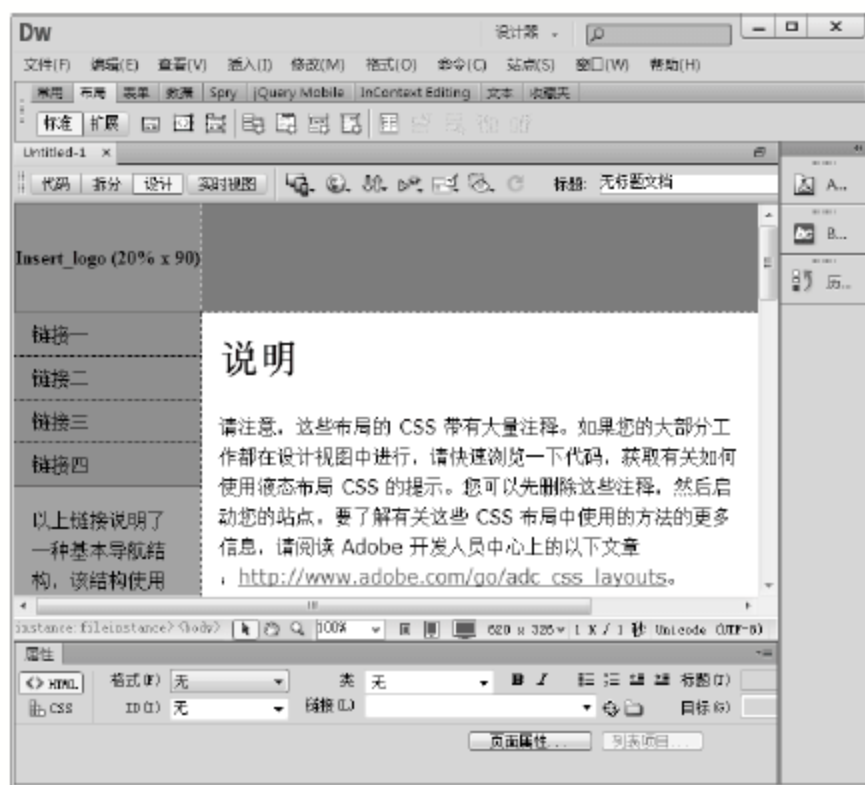 Dw 设计器
文件(F) 编辑(E) 查看(V) 插入(I) 修改(M) 格式(O) 命令(C) 站点(S) 窗口(W) 帮助(H)
常用 布局 表单 数据 Spry jQuery Mobile InContext Editing 文本 收藏夹
标准 扩展
Untitled-1 ×
代码 拆分 设计 实时视图 标题: 无标题文档
A...
B...
历...
Insert_logo (20% x 90)
链接一
链接二
链接三
链接四
以上链接说明了
一种基本导航结
构，该结构使用
说明
请注意，这些布局的 CSS 带有大量注释。如果您的大部分工
作都在设计视图中进行，请快速浏览一下代码，获取有关如何
使用液态布局 CSS 的提示。您可以先删除这些注释，然后启
动您的站点，要了解有关这些 CSS 布局中使用的方法的更多
信息，请阅读 Adobe 开发人员中心上的以下文章
，http://www.adobe.com/go/adc_css_layouts。
instance:fileinstance> <body> 100% 620 x 326 1 K / 1 秒 Unicode (UTF-8)
属性
<> HTML 格式(F) 无 类 无 B I 标题(T)
CSS ID(I) 无 链接(L) 目标(G)
页面属性... 列表项目...